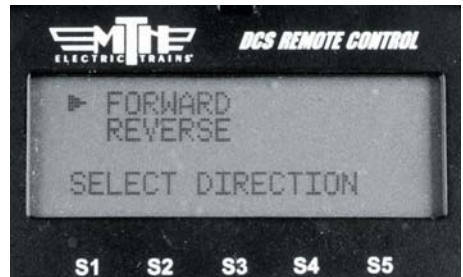 MTH DCS REMOTE CONTROL
ELECTRIC TRAINS®
FORWARD
REVERSE
SELECT DIRECTION
S1 S2 S3 S4 S5